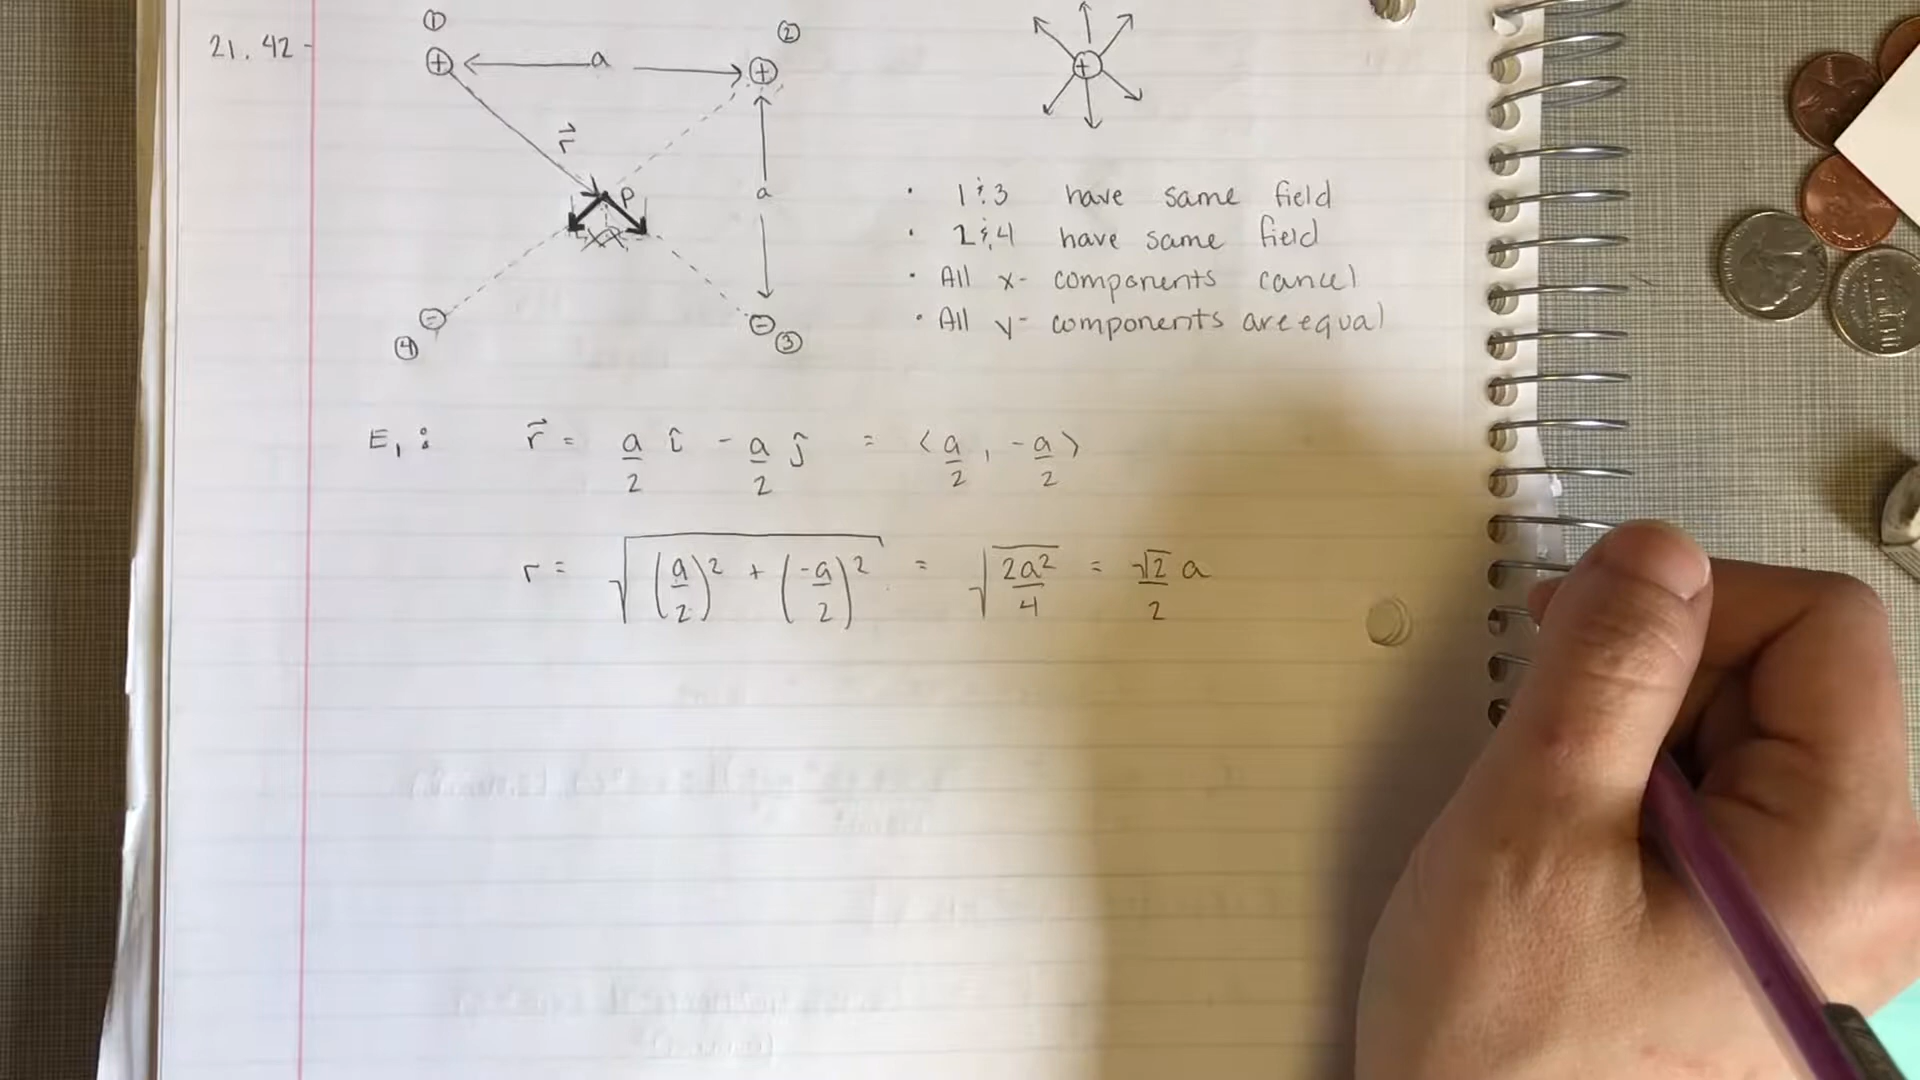 21.42 -
①
②
⊕ a ⊕
+
r⃗
P
a
⊖ ⊖
④ ③
· 1 & 3 have same field
· 2 & 4 have same field
· All x- components cancel
· All y- components are equal
E₁ : r⃗ = a/2 î - a/2 ĵ = ⟨a/2, -a/2⟩
r = √((a/2)² + (-a/2)²) = √(2a²/4) = √2/2 a